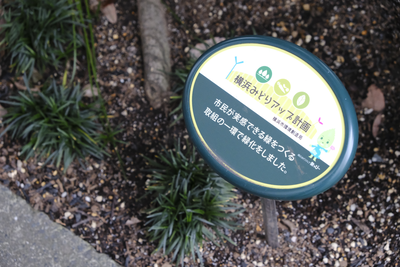 横浜みどりアップ計画
市民が実感できる緑をつくる
取組の一環で緑化をしました。